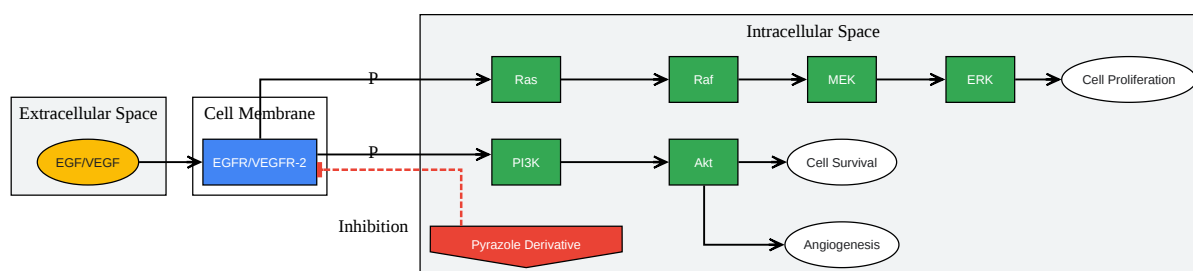 Intracellular Space
P
Ras
Raf
MEK
ERK
Cell Proliferation
Extracellular Space
Cell Membrane
EGF/VEGF
EGFR/VEGFR-2
P
PI3K
Akt
Cell Survival
Inhibition
Pyrazole Derivative
Angiogenesis